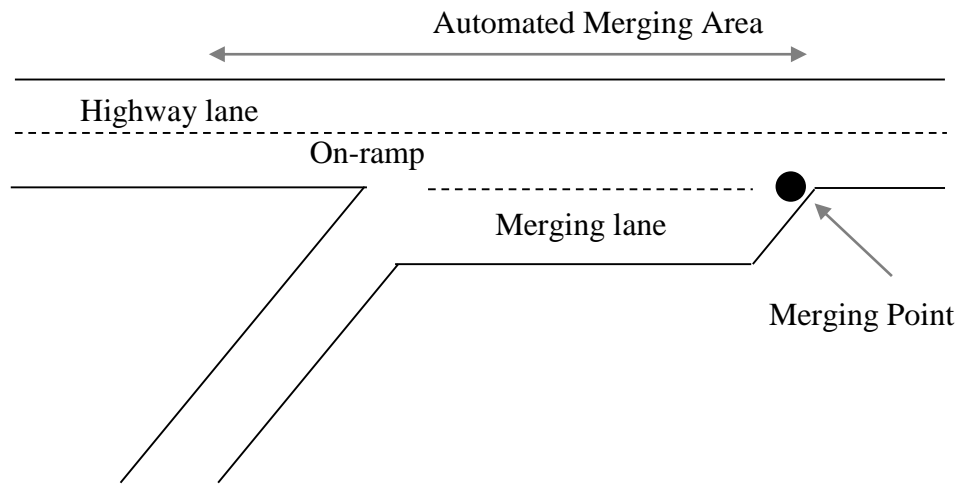 Automated Merging Area
Highway lane
On-ramp
Merging lane
Merging Point